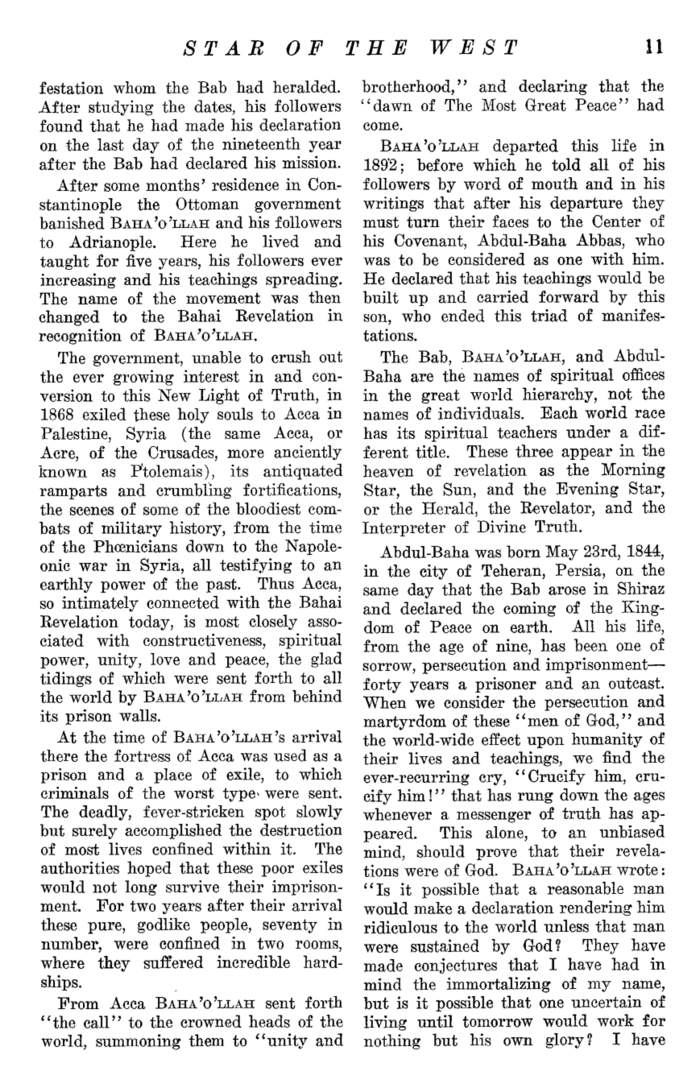 STAR OF THE WEST 11
festation whom the Bab had heralded.
After studying the dates, his followers
found that he had made his declaration
on the last day of the nineteenth year
after the Bab had declared his mission.
After some months' residence in Con-
stantinople the Ottoman government
banished BAHA'O'LLAH and his followers
to Adrianople. Here he lived and
taught for five years, his followers ever
increasing and his teachings spreading.
The name of the movement was then
changed to the Bahai Revelation in
recognition of BAHA'O'LLAH.
The government, unable to crush out
the ever growing interest in and con-
version to this New Light of Truth, in
1868 exiled these holy souls to Acca in
Palestine, Syria (the same Acca, or
Acre, of the Crusades, more anciently
known as Ptolemais), its antiquated
ramparts and crumbling fortifications,
the scenes of some of the bloodiest com-
bats of military history, from the time
of the Phœnicians down to the Napole-
onic war in Syria, all testifying to an
earthly power of the past. Thus Acca,
so intimately connected with the Bahai
Revelation today, is most closely asso-
ciated with constructiveness, spiritual
power, unity, love and peace, the glad
tidings of which were sent forth to all
the world by BAHA'O'LLAH from behind
its prison walls.
At the time of BAHA'O'LLAH's arrival
there the fortress of Acca was used as a
prison and a place of exile, to which
criminals of the worst type were sent.
The deadly, fever-stricken spot slowly
but surely accomplished the destruction
of most lives confined within it. The
authorities hoped that these poor exiles
would not long survive their imprison-
ment. For two years after their arrival
these pure, godlike people, seventy in
number, were confined in two rooms,
where they suffered incredible hard-
ships.
From Acca BAHA'O'LLAH sent forth
"the call" to the crowned heads of the
world, summoning them to "unity and
brotherhood," and declaring that the
"dawn of The Most Great Peace" had
come.
BAHA'O'LLAH departed this life in
1892; before which he told all of his
followers by word of mouth and in his
writings that after his departure they
must turn their faces to the Center of
his Covenant, Abdul-Baha Abbas, who
was to be considered as one with him.
He declared that his teachings would be
built up and carried forward by this
son, who ended this triad of manifes-
tations.
The Bab, BAHA'O'LLAH, and Abdul-
Baha are the names of spiritual offices
in the great world hierarchy, not the
names of individuals. Each world race
has its spiritual teachers under a dif-
ferent title. These three appear in the
heaven of revelation as the Morning
Star, the Sun, and the Evening Star,
or the Herald, the Revelator, and the
Interpreter of Divine Truth.
Abdul-Baha was born May 23rd, 1844,
in the city of Teheran, Persia, on the
same day that the Bab arose in Shiraz
and declared the coming of the King-
dom of Peace on earth. All his life,
from the age of nine, has been one of
sorrow, persecution and imprisonment—
forty years a prisoner and an outcast.
When we consider the persecution and
martyrdom of these "men of God," and
the world-wide effect upon humanity of
their lives and teachings, we find the
ever-recurring cry, "Crucify him, cru-
cify him!" that has rung down the ages
whenever a messenger of truth has ap-
peared. This alone, to an unbiased
mind, should prove that their revela-
tions were of God. BAHA'O'LLAH wrote:
"Is it possible that a reasonable man
would make a declaration rendering him
ridiculous to the world unless that man
were sustained by God? They have
made conjectures that I have had in
mind the immortalizing of my name,
but is it possible that one uncertain of
living until tomorrow would work for
nothing but his own glory? I have